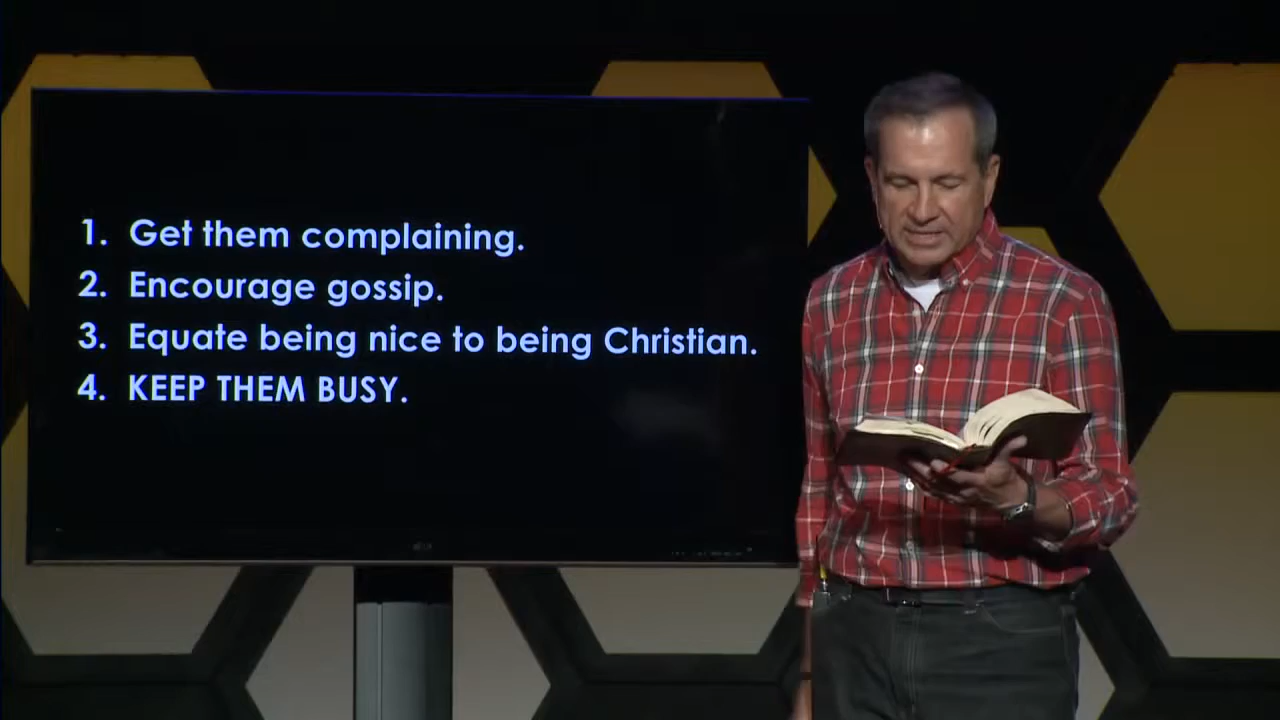 1. Get them complaining.
2. Encourage gossip.
3. Equate being nice to being Christian.
4. KEEP THEM BUSY.